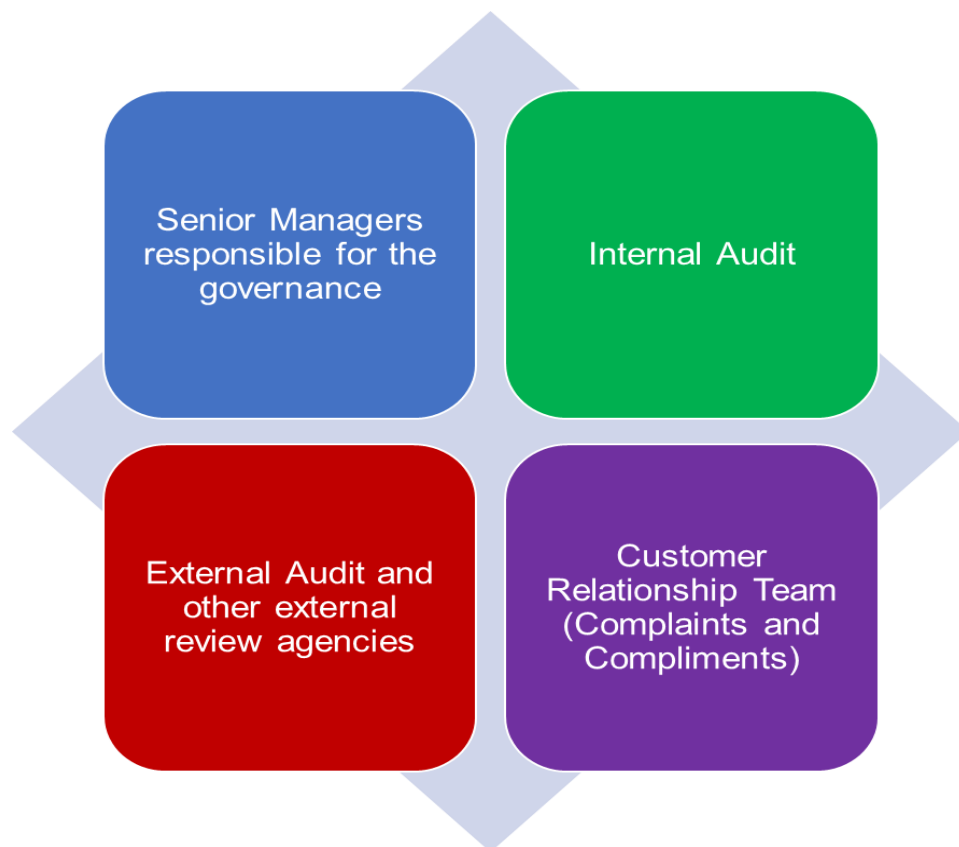 Senior Managers
responsible for the
governance
Internal Audit
External Audit and
other external
review agencies
Customer
Relationship Team
(Complaints and
Compliments)